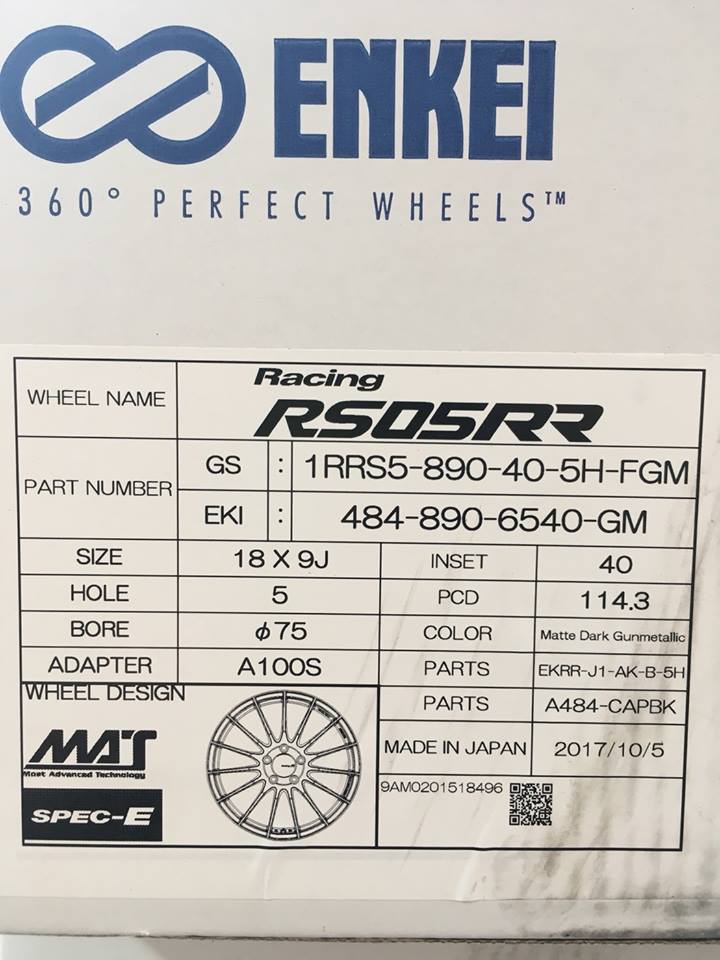 ENKEI
360° PERFECT WHEELS™
WHEEL NAME
Racing
RS05RR
PART NUMBER
GS : 1RRS5-890-40-5H-FGM
EKI : 484-890-6540-GM
SIZE 18 X 9J INSET 40
HOLE 5 PCD 114.3
BORE φ75 COLOR Matte Dark Gunmetallic
ADAPTER A100S PARTS EKRR-J1-AK-B-5H
WHEEL DESIGN PARTS A484-CAPBK
MAT
Most Advanced Technology
SPEC-E
MADE IN JAPAN 2017/10/5
9AM0201518496